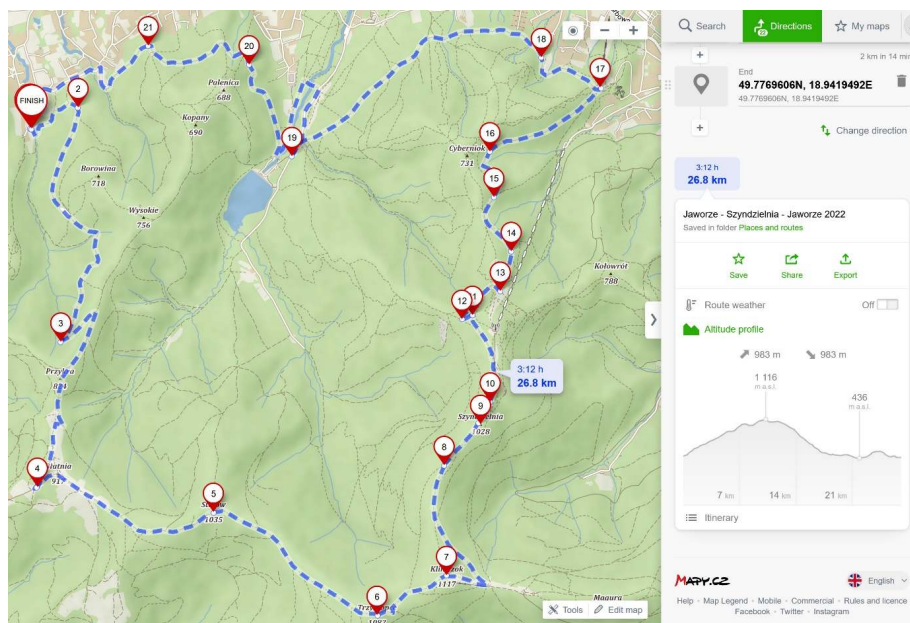 21
20
18
17
2
FINISH
Palenica
688
Kopany
690
16
19
Cyberniok
731
Borowina
718
15
Wysokie
756
14
Kołowrót
788
13
12
3
3:12 h
26.8 km
10
9
028
8
4
917
5
1035
7
1117
6
Magura
Tools
Edit map
Search
Directions
22
My maps
2 km in 14 min
End
49.7769606N, 18.9419492E
49.7769606N, 18.9419492E
Change direction
3:12 h
26.8 km
Jaworze - Szyndzielnia - Jaworze 2022
Saved in folder Places and routes
Save
Share
Export
Route weather
Off
Altitude profile
983 m
983 m
1 116
m a.s.l.
436
m a.s.l.
7 km
14 km
21 km
Itinerary
MAPY.CZ
English
Help · Map Legend · Mobile · Commercial · Rules and licence
Facebook · Twitter · Instagram